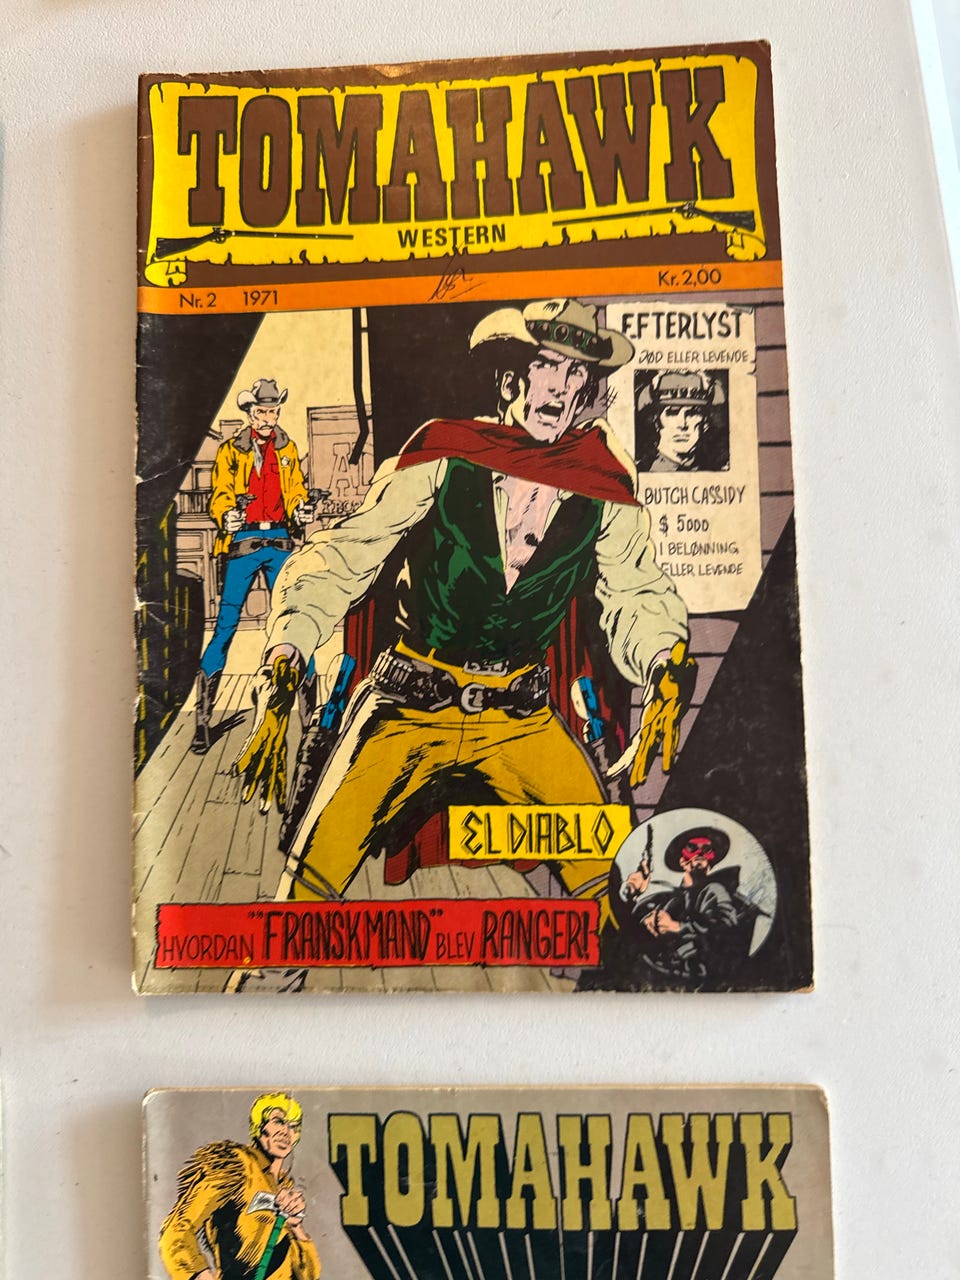 TOMAHAWK
WESTERN
Nr. 2 1971
Kr. 2,00
EFTERLYST
DØD ELLER LEVENDE
BUTCH CASSIDY
$ 5000
I BELØNNING
ELLER LEVENDE
EL DIABLO
HVORDAN ""FRANSKMAND" BLEV RANGER!
TOMAHAWK